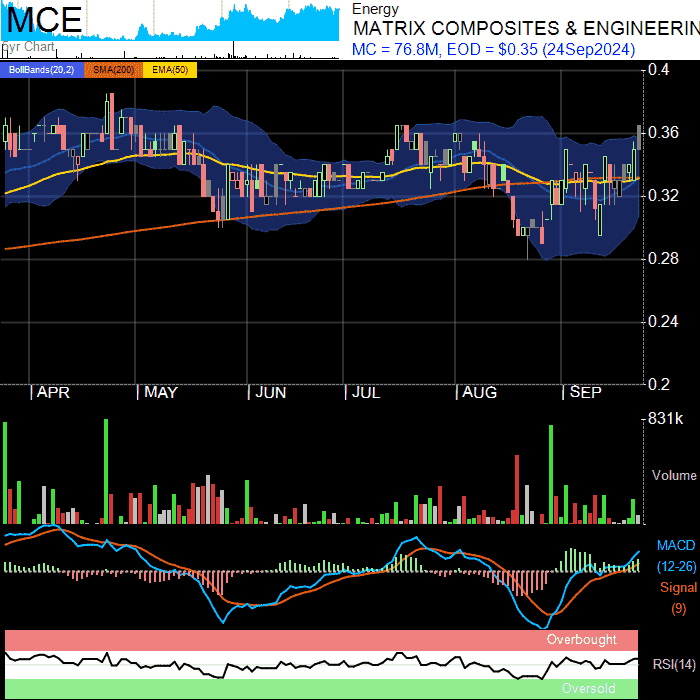 MCE
5yr Chart
Energy
MATRIX COMPOSITES & ENGINEERIN
MC = 76.8M, EOD = $0.35 (24Sep2024)
BollBands(20,2) SMA(200) EMA(50)
0.4
0.36
0.32
0.28
0.24
0.2
APR MAY JUN JUL AUG SEP
831k
Volume
MACD
(12-26)
Signal
(9)
Overbought
RSI(14)
Oversold